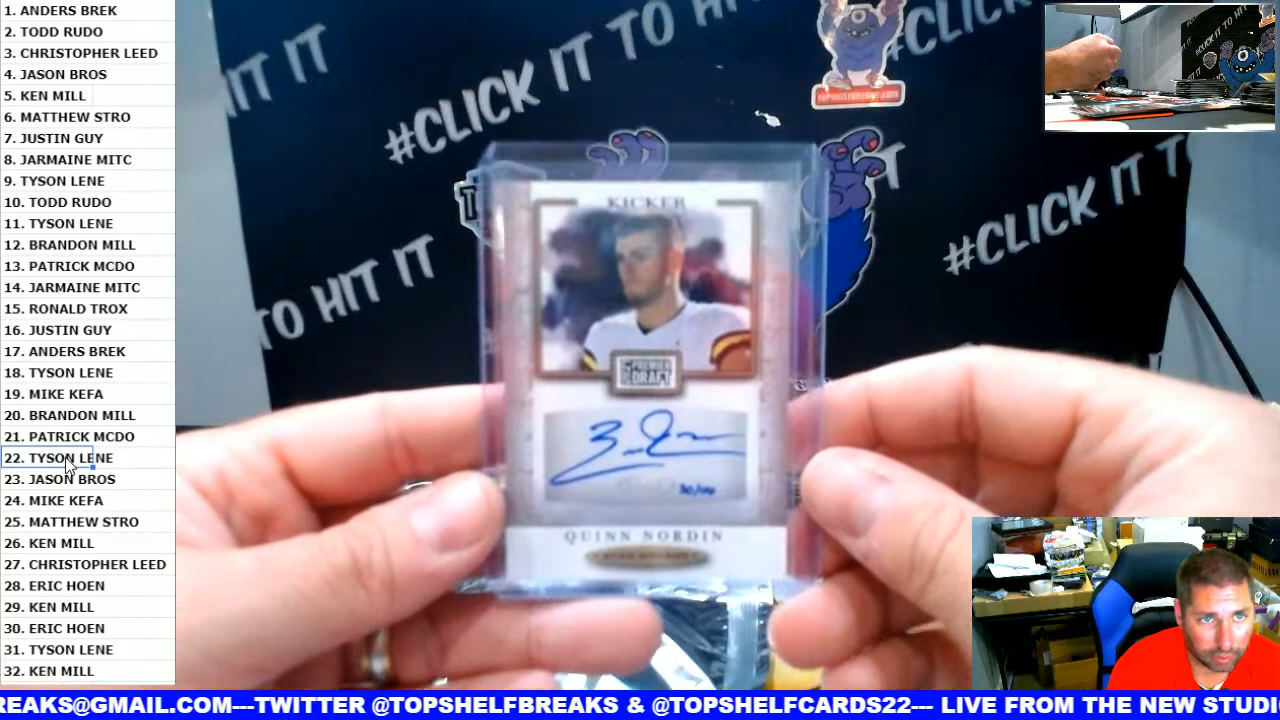 1. ANDERS BREK
2. TODD RUDO
3. CHRISTOPHER LEED
4. JASON BROS
5. KEN MILL
6. MATTHEW STRO
7. JUSTIN GUY
8. JARMAINE MITC
9. TYSON LENE
10. TODD RUDO
11. TYSON LENE
12. BRANDON MILL
13. PATRICK MCDO
14. JARMAINE MITC
15. RONALD TROX
16. JUSTIN GUY
17. ANDERS BREK
18. TYSON LENE
19. MIKE KEFA
20. BRANDON MILL
21. PATRICK MCDO
22. TYSON LENE
23. JASON BROS
24. MIKE KEFA
25. MATTHEW STRO
26. KEN MILL
27. CHRISTOPHER LEED
28. ERIC HOEN
29. KEN MILL
30. ERIC HOEN
31. TYSON LENE
32. KEN MILL
HIT IT
#CLICK IT TO HIT
#CLICK
TOPSHELFBREAKS.COM
TO HIT IT
#CLICK IT TO
KICKER
PREMIER
DRAFT
QUINN NORDIN
REAKS@GMAIL.COM---TWITTER @TOPSHELFBREAKS & @TOPSHELFCARDS22--- LIVE FROM THE NEW STUDI